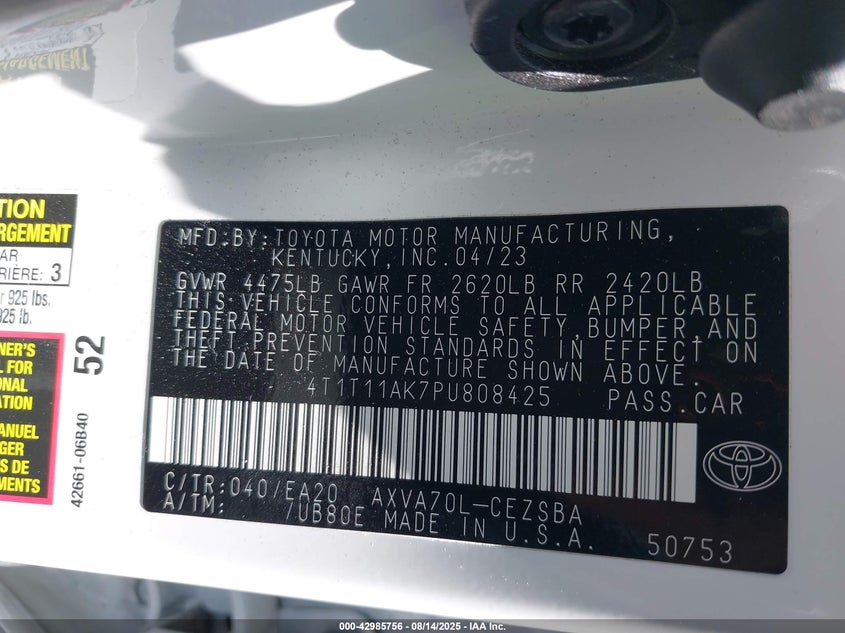 TION
RGEMENT
AR
RIÈRE: 3
925 lbs.
925 lb.
NER'S
L FOR
ONAL
ATION
MANUEL
GER
S DE
EMENTS
52
42661-06B40
MFD.BY:TOYOTA MOTOR MANUFACTURING,
KENTUCKY,INC.04/23
GVWR 4475LB GAWR FR 2620LB RR 2420LB
THIS VEHICLE CONFORMS TO ALL APPLICABLE
FEDERAL MOTOR VEHICLE SAFETY,BUMPER,AND
THEFT PREVENTION STANDARDS IN EFFECT ON
THE DATE OF MANUFACTURE SHOWN ABOVE.
4T1T11AK7PU808425 PASS.CAR
C/TR:040/EA20 AXVA70L-CEZSBA
A/TM: /UB80E MADE IN U.S.A. 50753
000-42985756 - 08/14/2025 - IAA Inc.